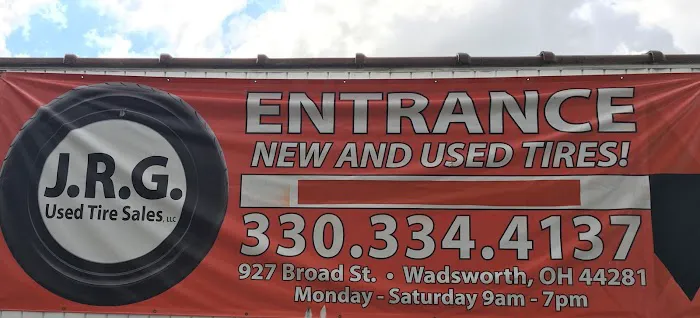 J.R.G.
Used Tire Sales, LLC
ENTRANCE
NEW AND USED TIRES!
330.334.4137
927 Broad St. • Wadsworth, OH 44281
Monday - Saturday 9am - 7pm